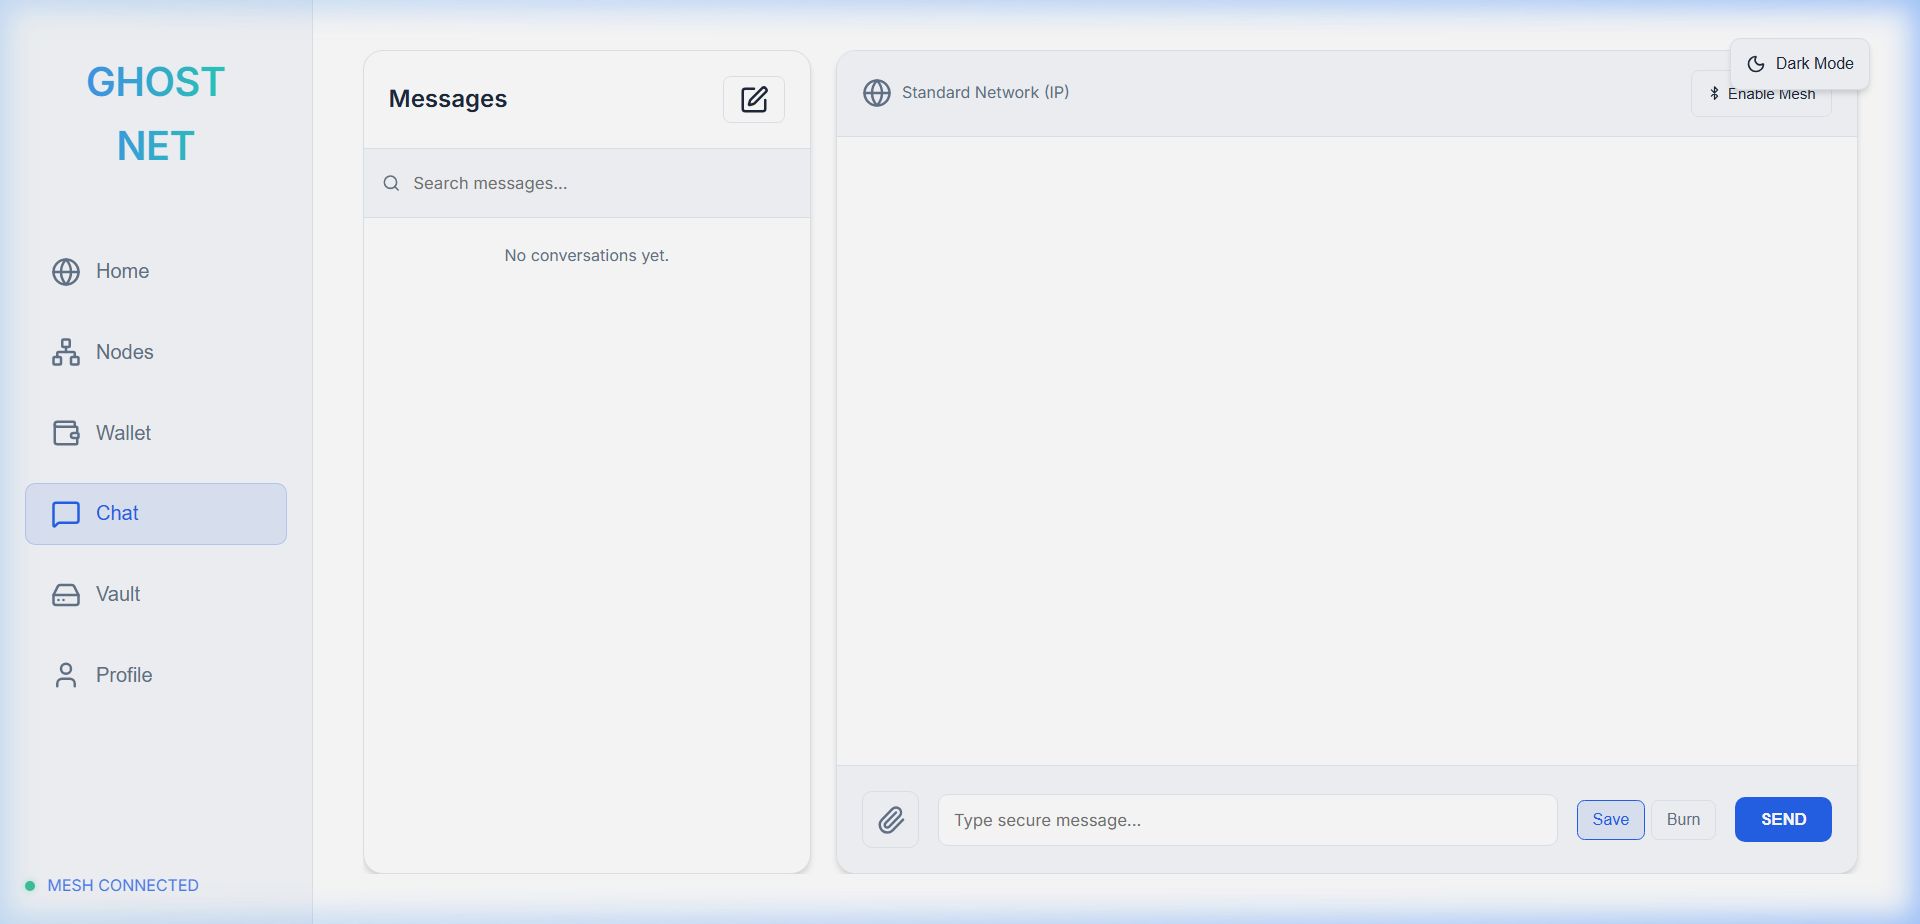 GHOST
NET
Home
Nodes
Wallet
Chat
Vault
Profile
MESH CONNECTED
Messages
Search messages...
No conversations yet.
Standard Network (IP)
Dark Mode
Enable Mesh
Type secure message...
Save
Burn
SEND